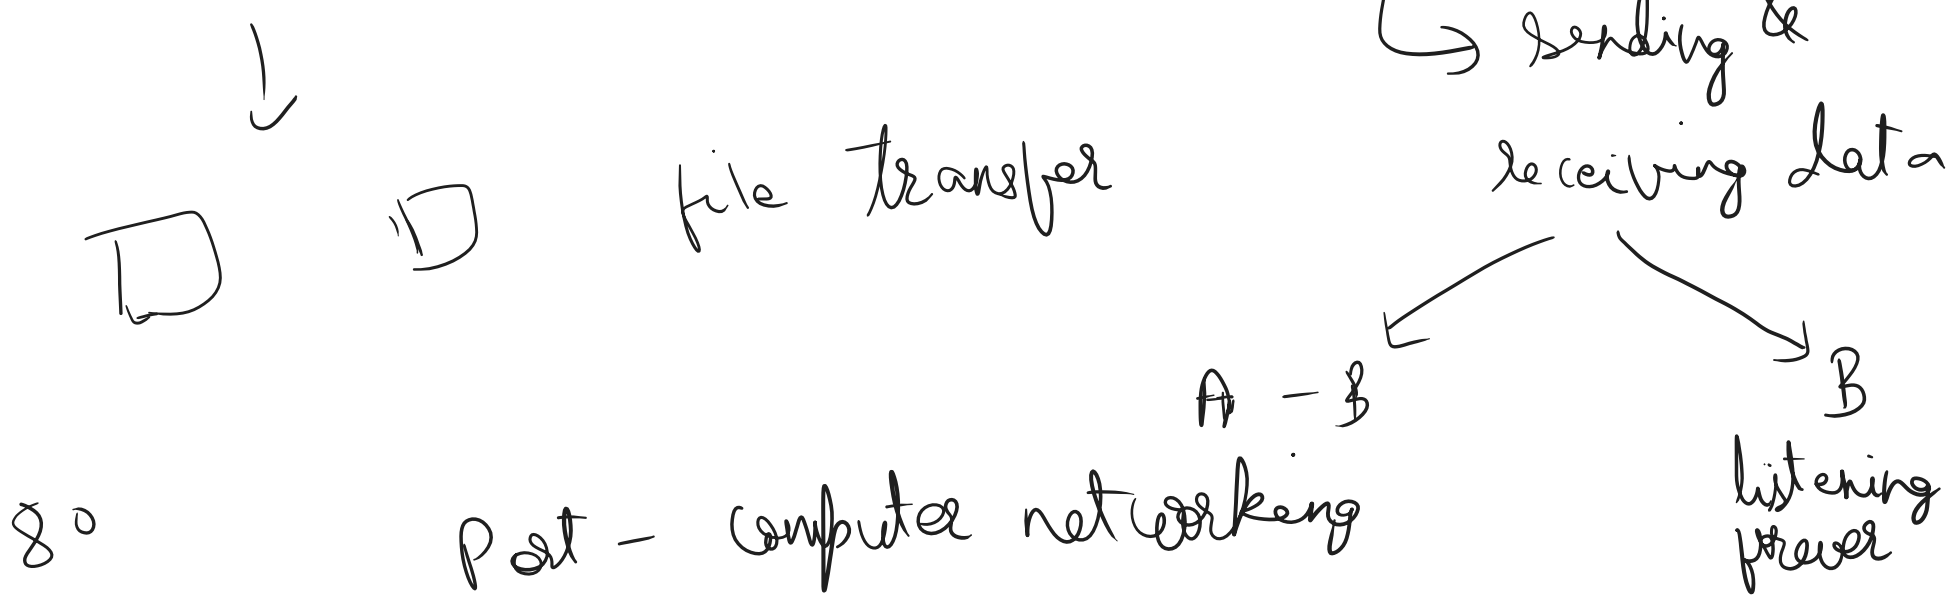 sending &
receiving data
file transfer
A - B
B
listening
forever
80
Port - computer networking